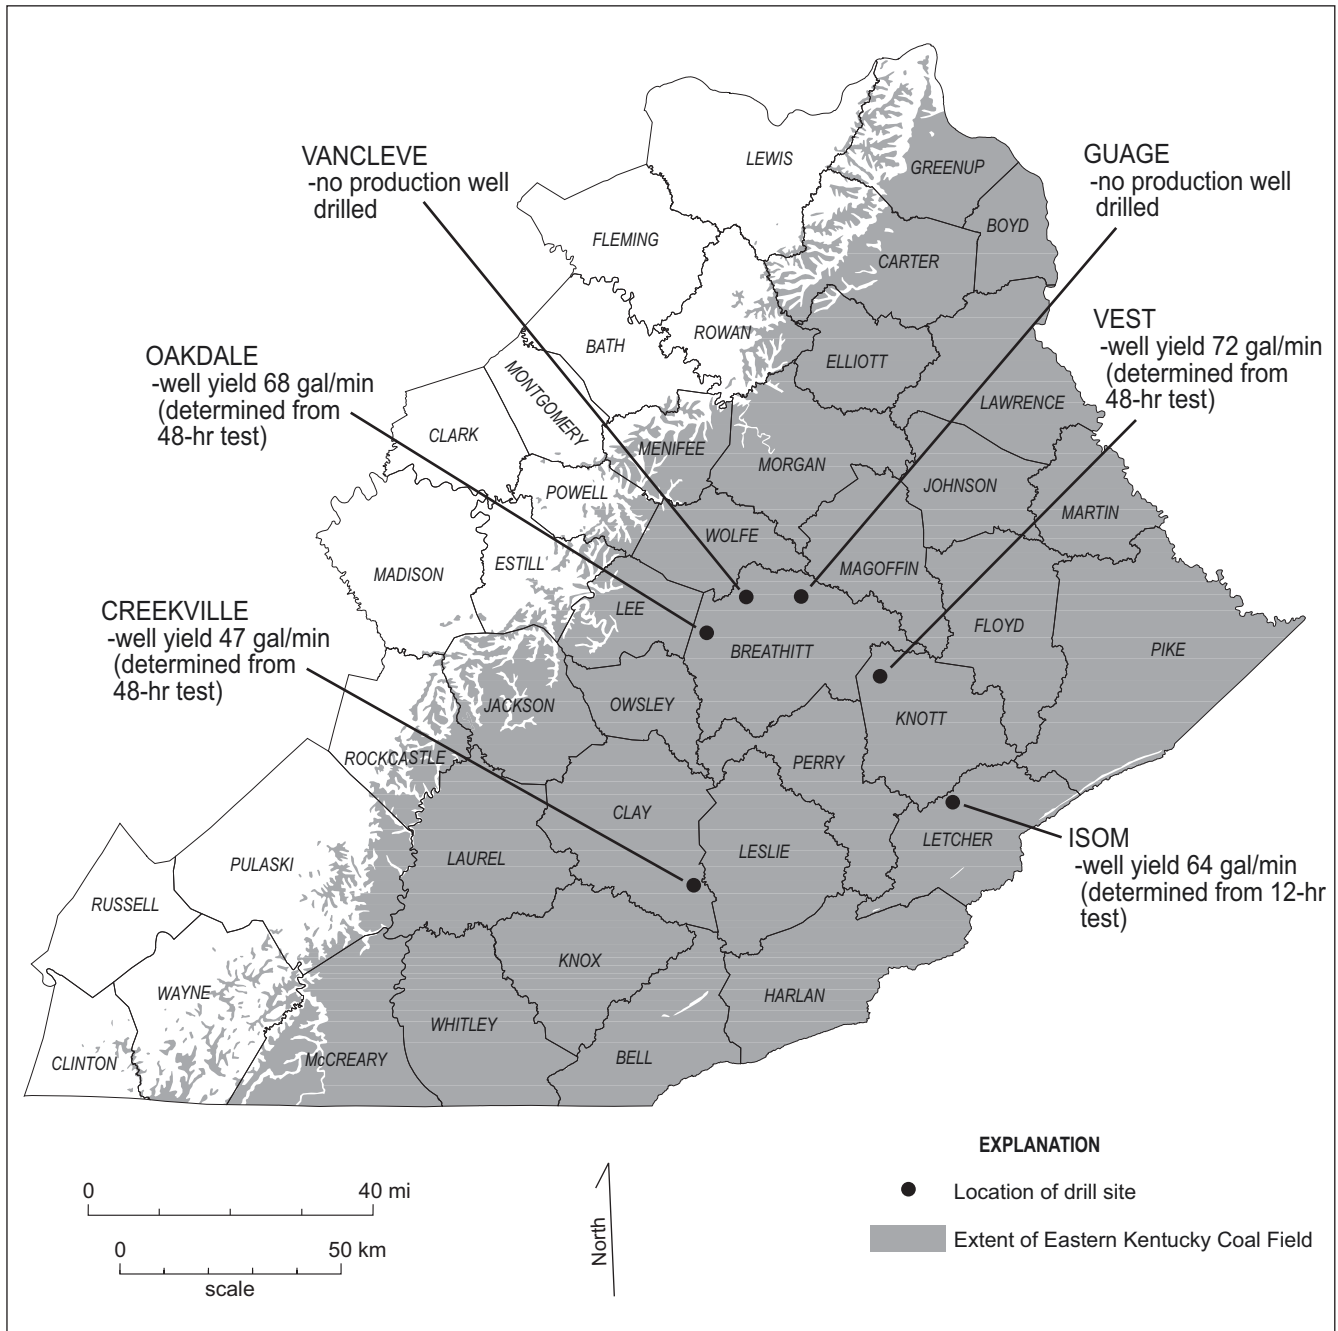 LEWIS
GREENUP
VANCLEVE
-no production well
drilled
GUAGE
-no production well
drilled
FLEMING
BOYD
CARTER
ROWAN
BATH
ELLIOTT
VEST
-well yield 72 gal/min
(determined from
48-hr test)
OAKDALE
-well yield 68 gal/min
(determined from
48-hr test)
MONTGOMERY
LAWRENCE
CLARK
MENIFEE
MORGAN
JOHNSON
POWELL
MARTIN
WOLFE
ESTILL
MAGOFFIN
MADISON
CREEKVILLE
-well yield 47 gal/min
(determined from
48-hr test)
LEE
FLOYD
BREATHITT
PIKE
JACKSON
OWSLEY
KNOTT
ROCKCASTLE
PERRY
CLAY
LETCHER
ISOM
-well yield 64 gal/min
(determined from 12-hr
test)
LAUREL
LESLIE
PULASKI
RUSSELL
KNOX
WAYNE
HARLAN
WHITLEY
CLINTON
McCREARY
BELL
EXPLANATION
Location of drill site
Extent of Eastern Kentucky Coal Field
0 40 mi
0 50 km
scale
North